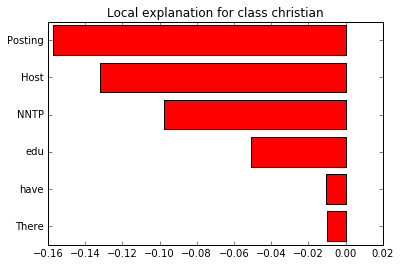 Local explanation for class christian
Posting
Host
NNTP
edu
have
There
−0.16 −0.14 −0.12 −0.10 −0.08 −0.06 −0.04 −0.02 0.00 0.02